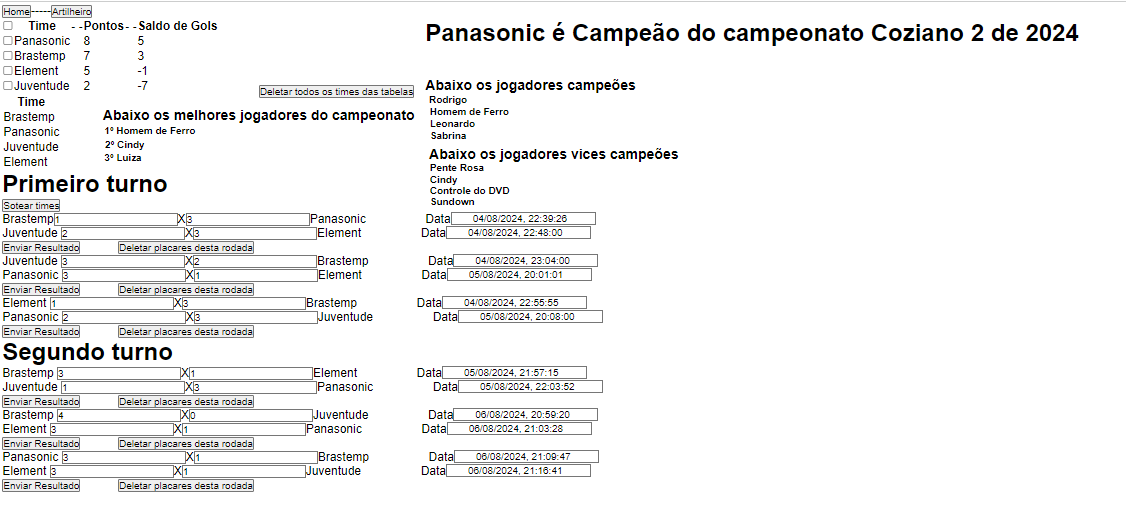 Home-----Artilheiro
Time - -Pontos- -Saldo de Gols
Panasonic 8 5
Brastemp 7 3
Element 5 -1
Juventude 2 -7
Deletar todos os times das tabelas
Time
Brastemp
Panasonic
Juventude
Element
Abaixo os melhores jogadores do campeonato
1º Homem de Ferro
2º Cindy
3º Luiza
Panasonic é Campeão do campeonato Coziano 2 de 2024
Abaixo os jogadores campeões
Rodrigo
Homem de Ferro
Leonardo
Sabrina
Abaixo os jogadores vices campeões
Pente Rosa
Cindy
Controle do DVD
Sundown
Primeiro turno
Sotear times
Brastemp 1 X 3 Panasonic Data 04/08/2024, 22:39:26
Juventude 2 X 3 Element Data 04/08/2024, 22:48:00
Enviar Resultado Deletar placares desta rodada
Juventude 3 X 2 Brastemp Data 04/08/2024, 23:04:00
Panasonic 3 X 1 Element Data 05/08/2024, 20:01:01
Enviar Resultado Deletar placares desta rodada
Element 1 X 3 Brastemp Data 04/08/2024, 22:55:55
Panasonic 2 X 3 Juventude Data 05/08/2024, 20:08:00
Enviar Resultado Deletar placares desta rodada
Segundo turno
Brastemp 3 X 1 Element Data 05/08/2024, 21:57:15
Juventude 1 X 3 Panasonic Data 05/08/2024, 22:03:52
Enviar Resultado Deletar placares desta rodada
Brastemp 4 X 0 Juventude Data 06/08/2024, 20:59:20
Element 3 X 1 Panasonic Data 06/08/2024, 21:03:28
Enviar Resultado Deletar placares desta rodada
Panasonic 3 X 1 Brastemp Data 06/08/2024, 21:09:47
Element 3 X 1 Juventude Data 06/08/2024, 21:16:41
Enviar Resultado Deletar placares desta rodada